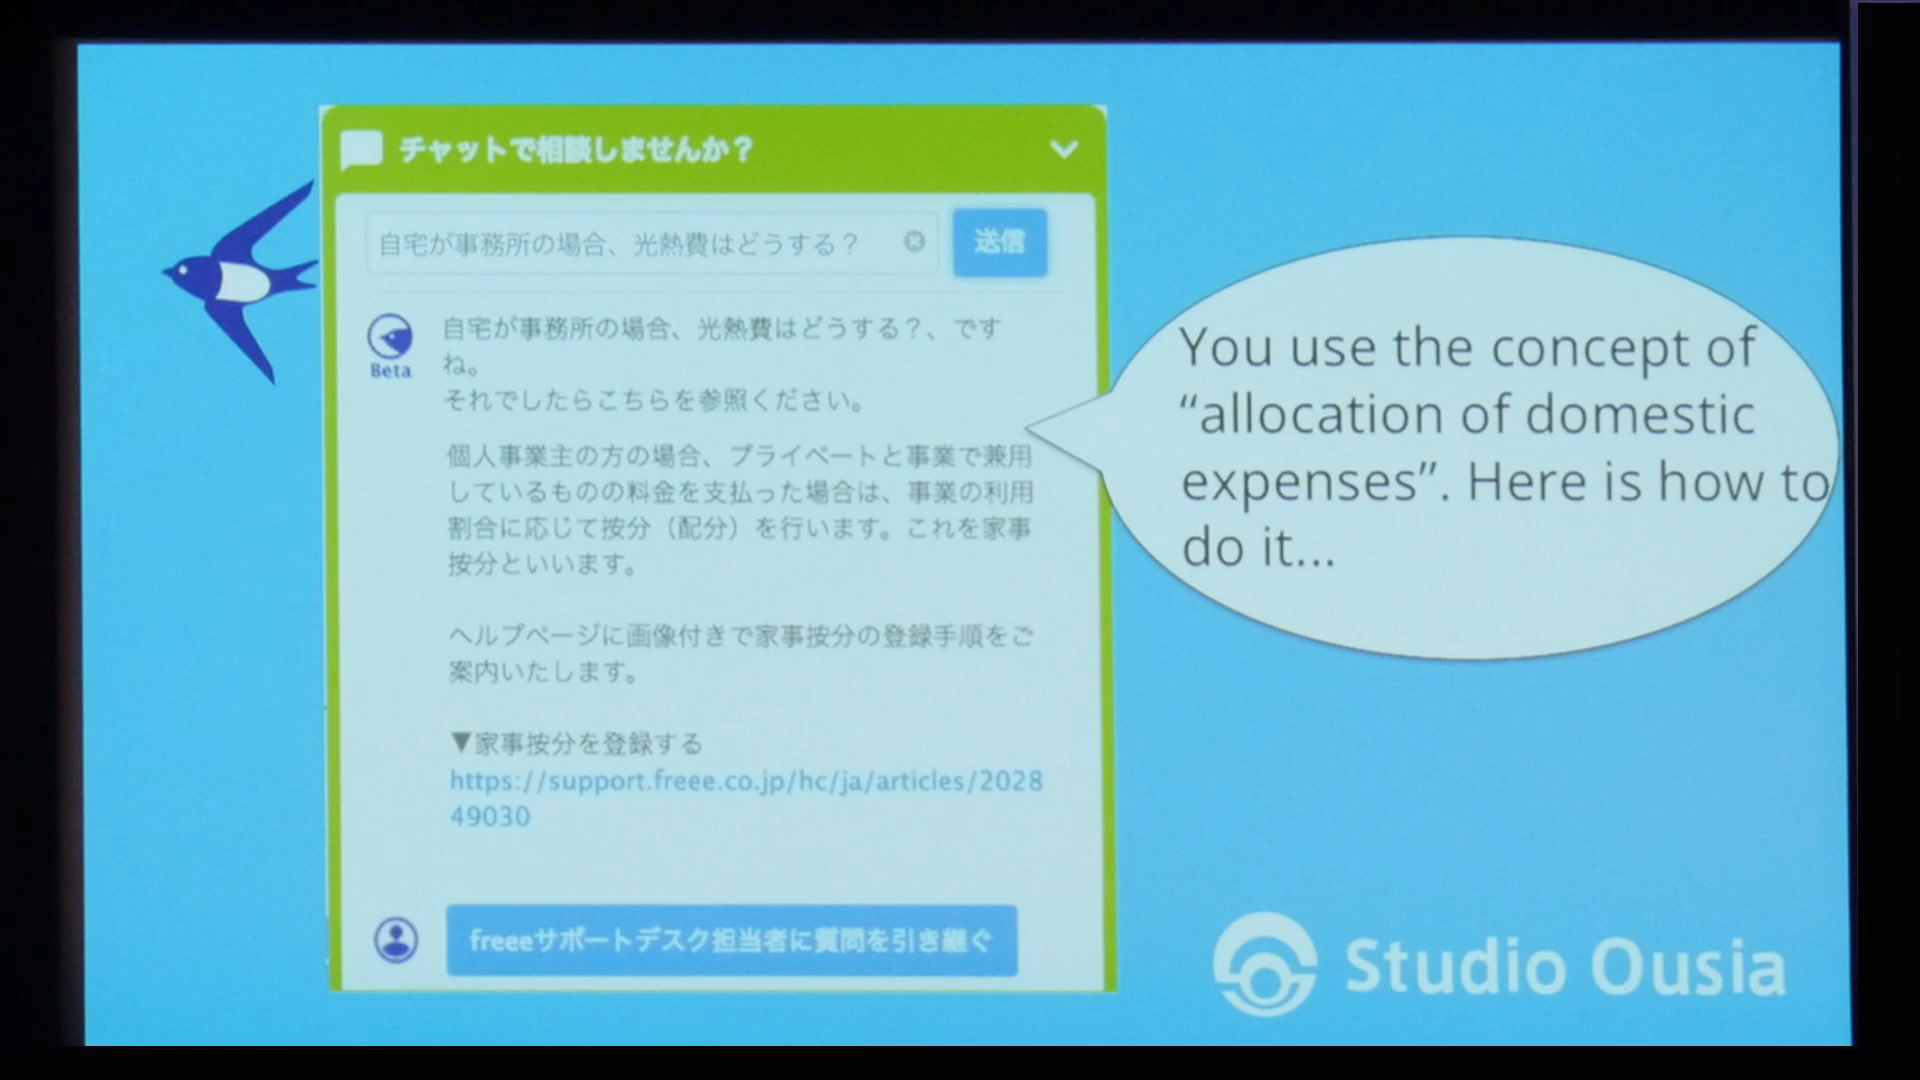 チャットで相談しませんか？
自宅が事務所の場合、光熱費はどうする？
送信
自宅が事務所の場合、光熱費はどうする？、です
ね。
それでしたらこちらを参照ください。
Beta
個人事業主の方の場合、プライベートと事業で兼用
しているものの料金を支払った場合は、事業の利用
割合に応じて按分（配分）を行います。これを家事
按分といいます。
ヘルプページに画像付きで家事按分の登録手順をご
案内いたします。
▼家事按分を登録する
https://support.freee.co.jp/hc/ja/articles/2028
49030
freeeサポートデスク担当者に質問を引き継ぐ
You use the concept of
“allocation of domestic
expenses”. Here is how to
do it...
Studio Ousia